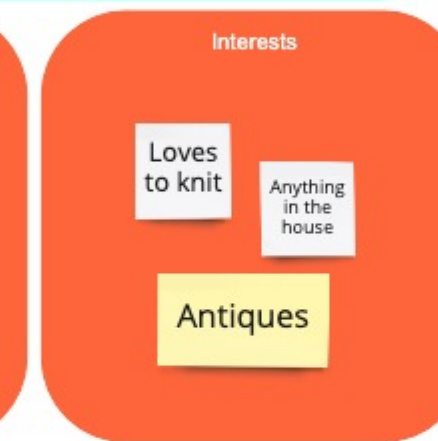 Interests
Loves
to knit
Anything
in the
house
Antiques